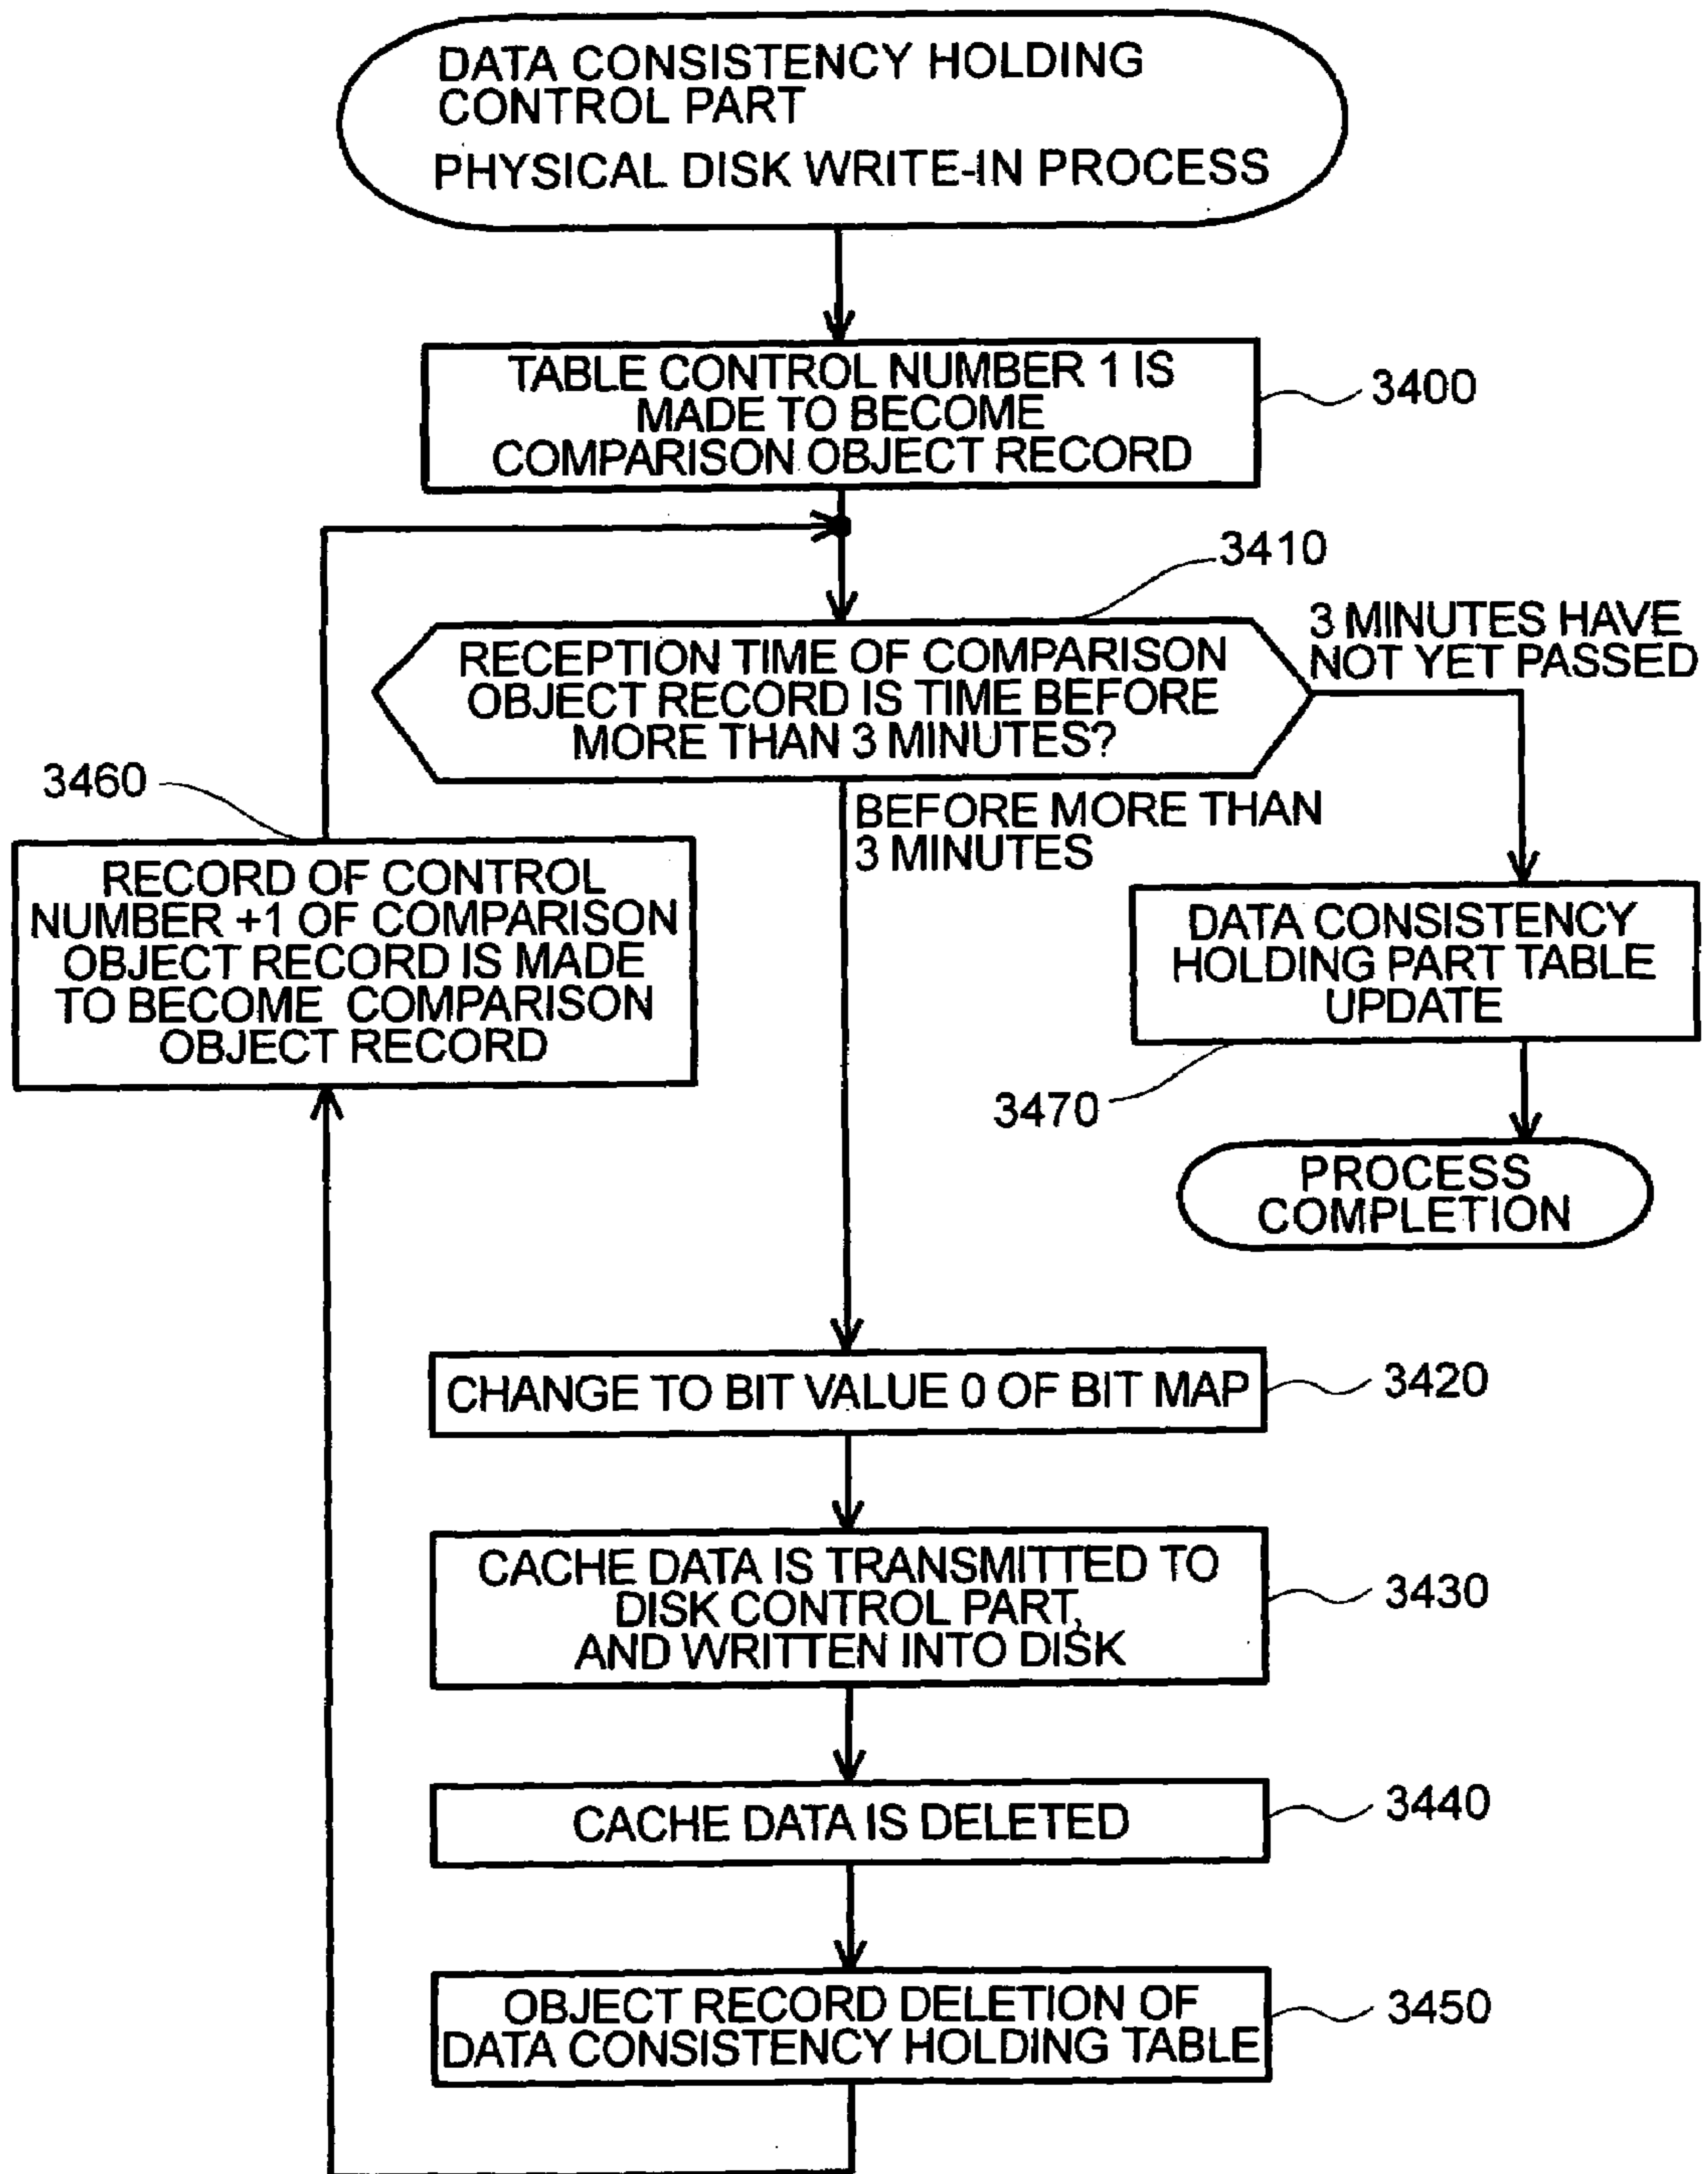 DATA CONSISTENCY HOLDING
CONTROL PART
PHYSICAL DISK WRITE-IN PROCESS
TABLE CONTROL NUMBER 1 IS
MADE TO BECOME
COMPARISON OBJECT RECORD
3400
3410
RECEPTION TIME OF COMPARISON
OBJECT RECORD IS TIME BEFORE
MORE THAN 3 MINUTES?
3 MINUTES HAVE
NOT YET PASSED
3460
BEFORE MORE THAN
3 MINUTES
RECORD OF CONTROL
NUMBER +1 OF COMPARISON
OBJECT RECORD IS MADE
TO BECOME COMPARISON
OBJECT RECORD
DATA CONSISTENCY
HOLDING PART TABLE
UPDATE
3470
PROCESS
COMPLETION
CHANGE TO BIT VALUE 0 OF BIT MAP
3420
CACHE DATA IS TRANSMITTED TO
DISK CONTROL PART,
AND WRITTEN INTO DISK
3430
CACHE DATA IS DELETED
3440
OBJECT RECORD DELETION OF
DATA CONSISTENCY HOLDING TABLE
3450